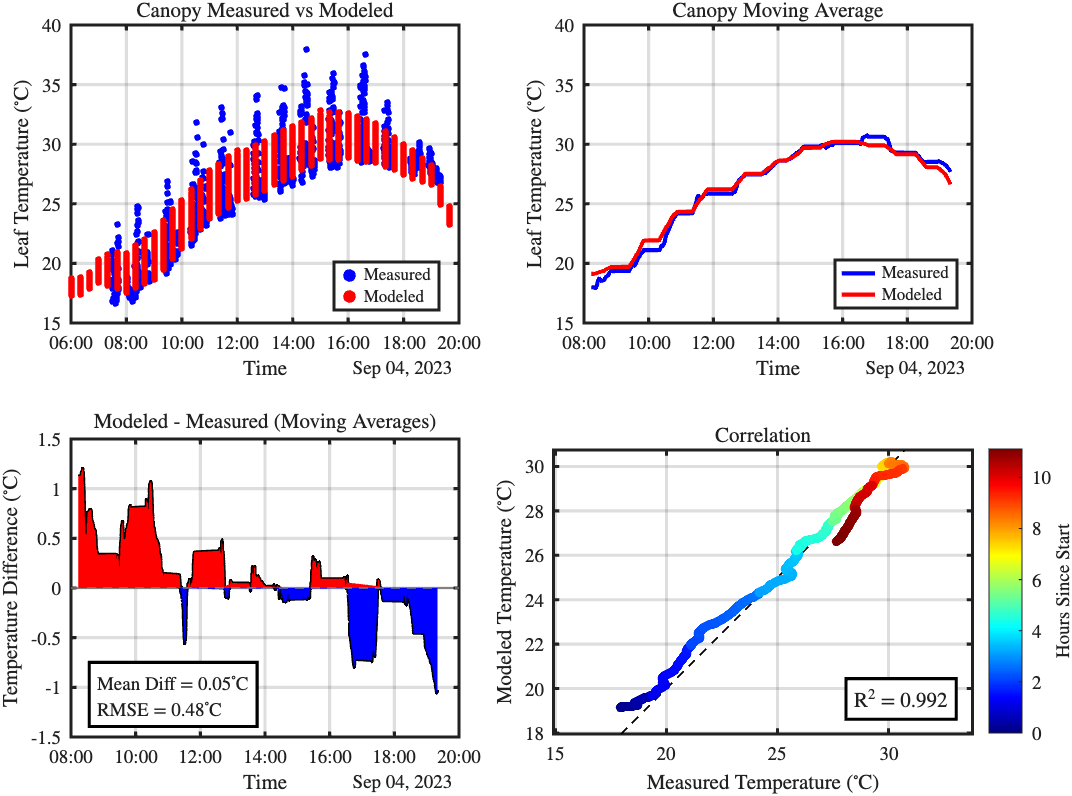 Canopy Measured vs Modeled
40
35
30
25
20
15
Leaf Temperature (°C)
Measured
Modeled
06:00 08:00 10:00 12:00 14:00 16:00 18:00 20:00
Time
Sep 04, 2023
Canopy Moving Average
40
35
30
25
20
15
Leaf Temperature (°C)
Measured
Modeled
08:00 10:00 12:00 14:00 16:00 18:00 20:00
Time
Sep 04, 2023
Modeled - Measured (Moving Averages)
1.5
1
0.5
0
-0.5
-1
-1.5
Temperature Difference (°C)
Mean Diff = 0.05°C
RMSE = 0.48°C
08:00 10:00 12:00 14:00 16:00 18:00 20:00
Time
Sep 04, 2023
Correlation
30
28
26
24
22
20
18
Modeled Temperature (°C)
R² = 0.992
15 20 25 30
Measured Temperature (°C)
10
8
6
4
2
0
Hours Since Start